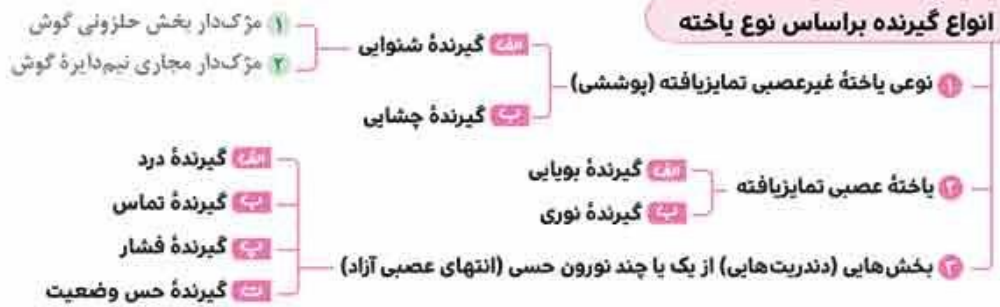 انواع گیرنده براساس نوع یاخته
۱ نوعی یاختهٔ غیرعصبی تمایزیافته (پوششی)
الف گیرندهٔ شنوایی
۱ مژک‌دار بخش حلزونی گوش
۲ مژک‌دار مجاری نیم‌دایرهٔ گوش
ب گیرندهٔ چشایی
۲ یاختهٔ عصبی تمایزیافته
الف گیرندهٔ بویایی
ب گیرندهٔ نوری
۳ بخش‌هایی (دندریت‌هایی) از یک یا چند نورون حسی (انتهای عصبی آزاد)
الف گیرندهٔ درد
ب گیرندهٔ تماس
پ گیرندهٔ فشار
ت گیرندهٔ حس وضعیت